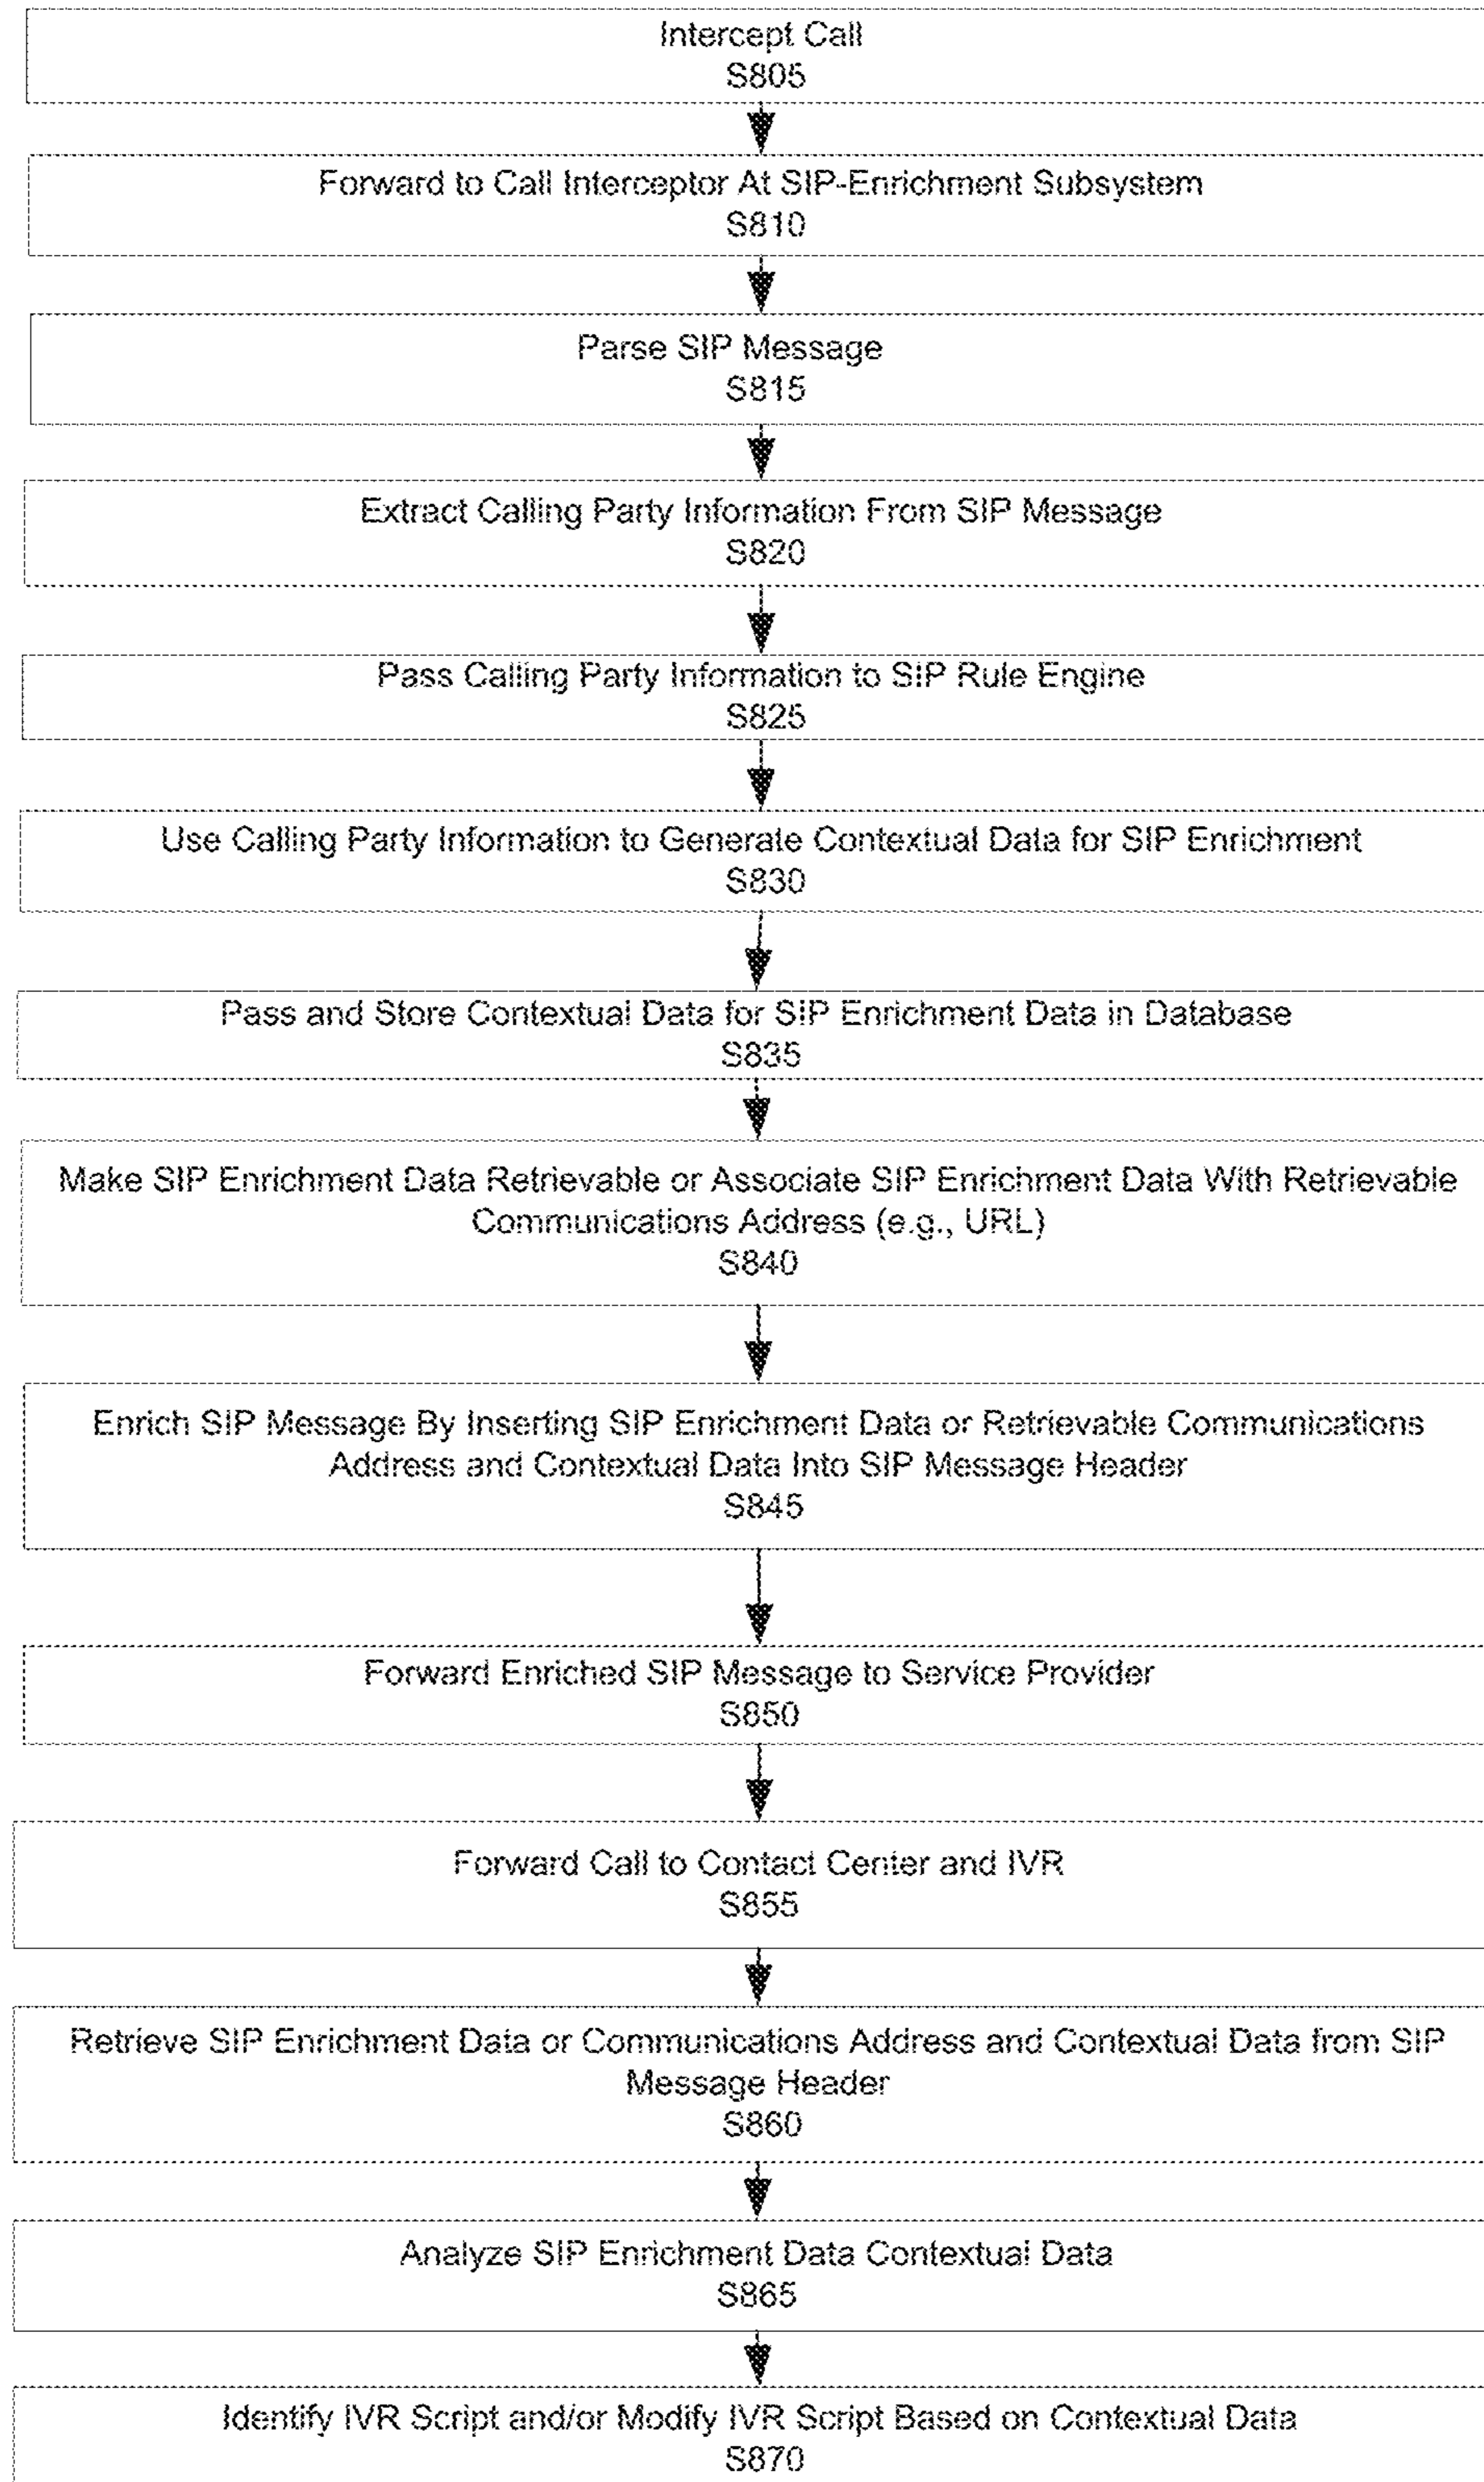 Intercept Call
S805
Forward to Call Interceptor At SIP-Enrichment Subsystem
S810
Parse SIP Message
S815
Extract Calling Party Information From SIP Message
S820
Pass Calling Party Information to SIP Rule Engine
S825
Use Calling Party Information to Generate Contextual Data for SIP Enrichment
S830
Pass and Store Contextual Data for SIP Enrichment Data in Database
S835
Make SIP Enrichment Data Retrievable or Associate SIP Enrichment Data With Retrievable
Communications Address (e.g., URL)
S840
Enrich SIP Message By Inserting SIP Enrichment Data or Retrievable Communications
Address and Contextual Data Into SIP Message Header
S845
Forward Enriched SIP Message to Service Provider
S850
Forward Call to Contact Center and IVR
S855
Retrieve SIP Enrichment Data or Communications Address and Contextual Data from SIP
Message Header
S860
Analyze SIP Enrichment Data Contextual Data
S865
Identify IVR Script and/or Modify IVR Script Based on Contextual Data
S870